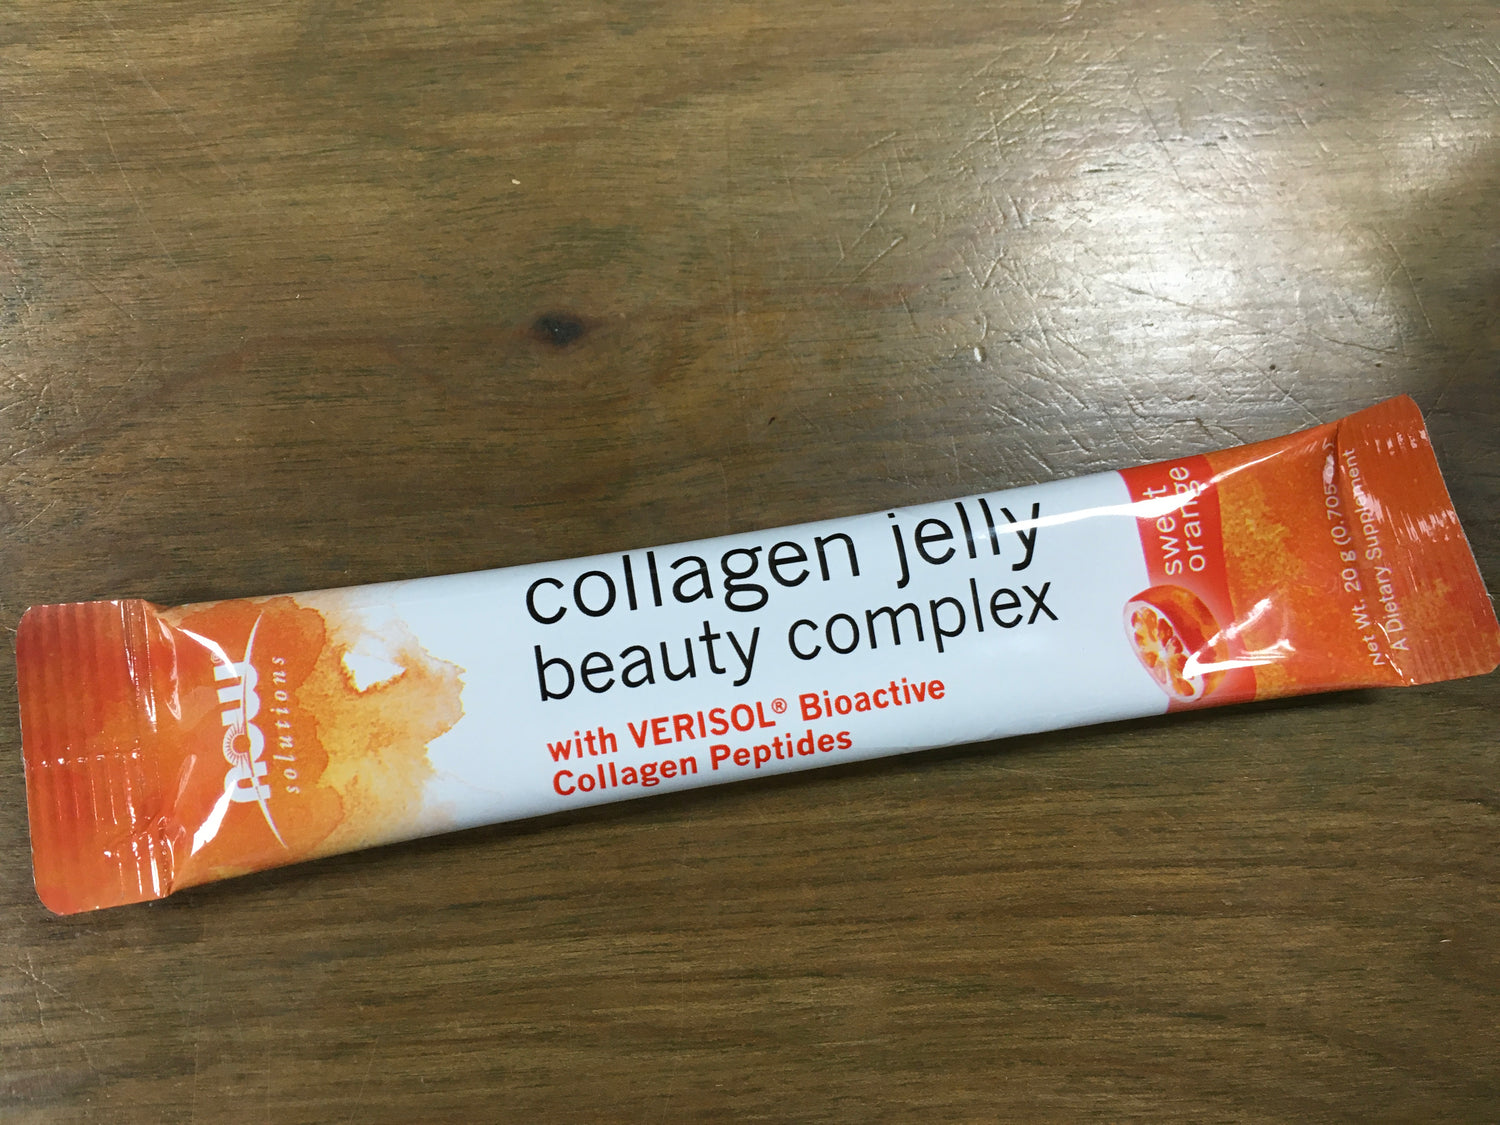 NOW®
solutions
collagen jelly
beauty complex
with VERISOL® Bioactive
Collagen Peptides
sweet
orange
Net Wt. 20 g (0.705
A Dietary Supplement